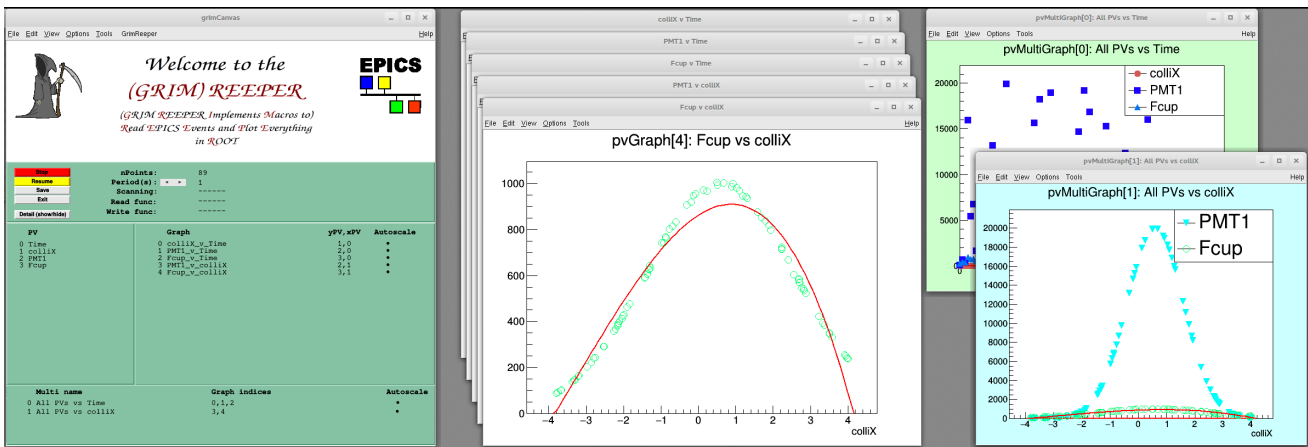 grimCanvas
File Edit View Options Tools GrimReeper Help
Welcome to the
(GRIM) REEPER
(GRIM REEPER Implements Macros to)
Read EPICS Events and Plot Everything
in ROOT
EPICS
Stop
Resume
Save
Exit
Detail (show/hide)
nPoints: 89
Period(s): 1
Scanning: ------
Read func: ------
Write func: ------
PV
0 Time
1 colliX
2 PMT1
3 Fcup
Graph yPV,xPV Autoscale
0 colliX_v_Time 1,0 *
1 PMT1_v_Time 2,0 *
2 Fcup_v_Time 3,0 *
3 PMT1_v_colliX 2,1 *
4 Fcup_v_colliX 3,1 *
Multi name Graph indices Autoscale
0 All PVs vs Time 0,1,2 *
1 All PVs vs colliX 3,4 *
colliX v Time
PMT1 v Time
Fcup v Time
PMT1 v colliX
Fcup v colliX
File Edit View Options Tools Help
pvGraph[4]: Fcup vs colliX
1000
800
600
400
200
0
−4 −3 −2 −1 0 1 2 3 4
colliX
pvMultiGraph[0]: All PVs vs Time
File Edit View Options Tools Help
pvMultiGraph[0]: All PVs vs Time
colliX
PMT1
Fcup
20000
15000
10000
5000
0
0
pvMultiGraph[1]: All PVs vs colliX
File Edit View Options Tools Help
pvMultiGraph[1]: All PVs vs colliX
PMT1
Fcup
20000
18000
16000
14000
12000
10000
8000
6000
4000
2000
0
−4 −3 −2 −1 0 1 2 3 4
colliX